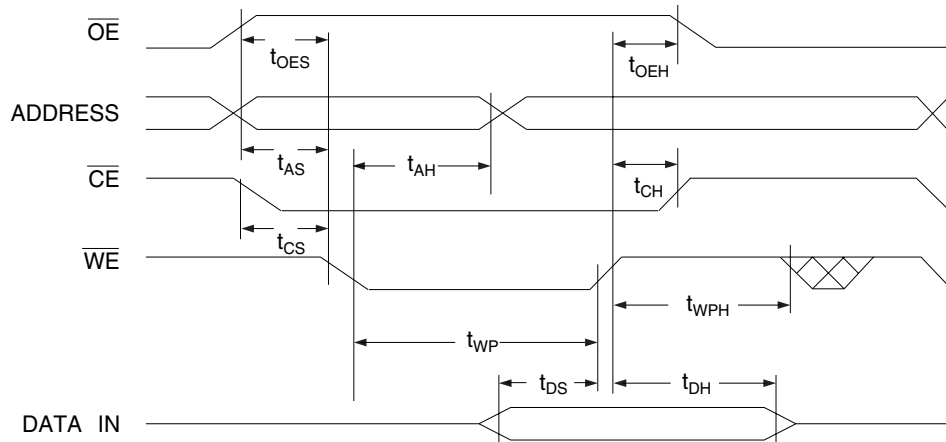 OE
tOES
tOEH
ADDRESS
tAS
tAH
CE
tCH
tCS
WE
tWPH
tWP
tDS
tDH
DATA IN